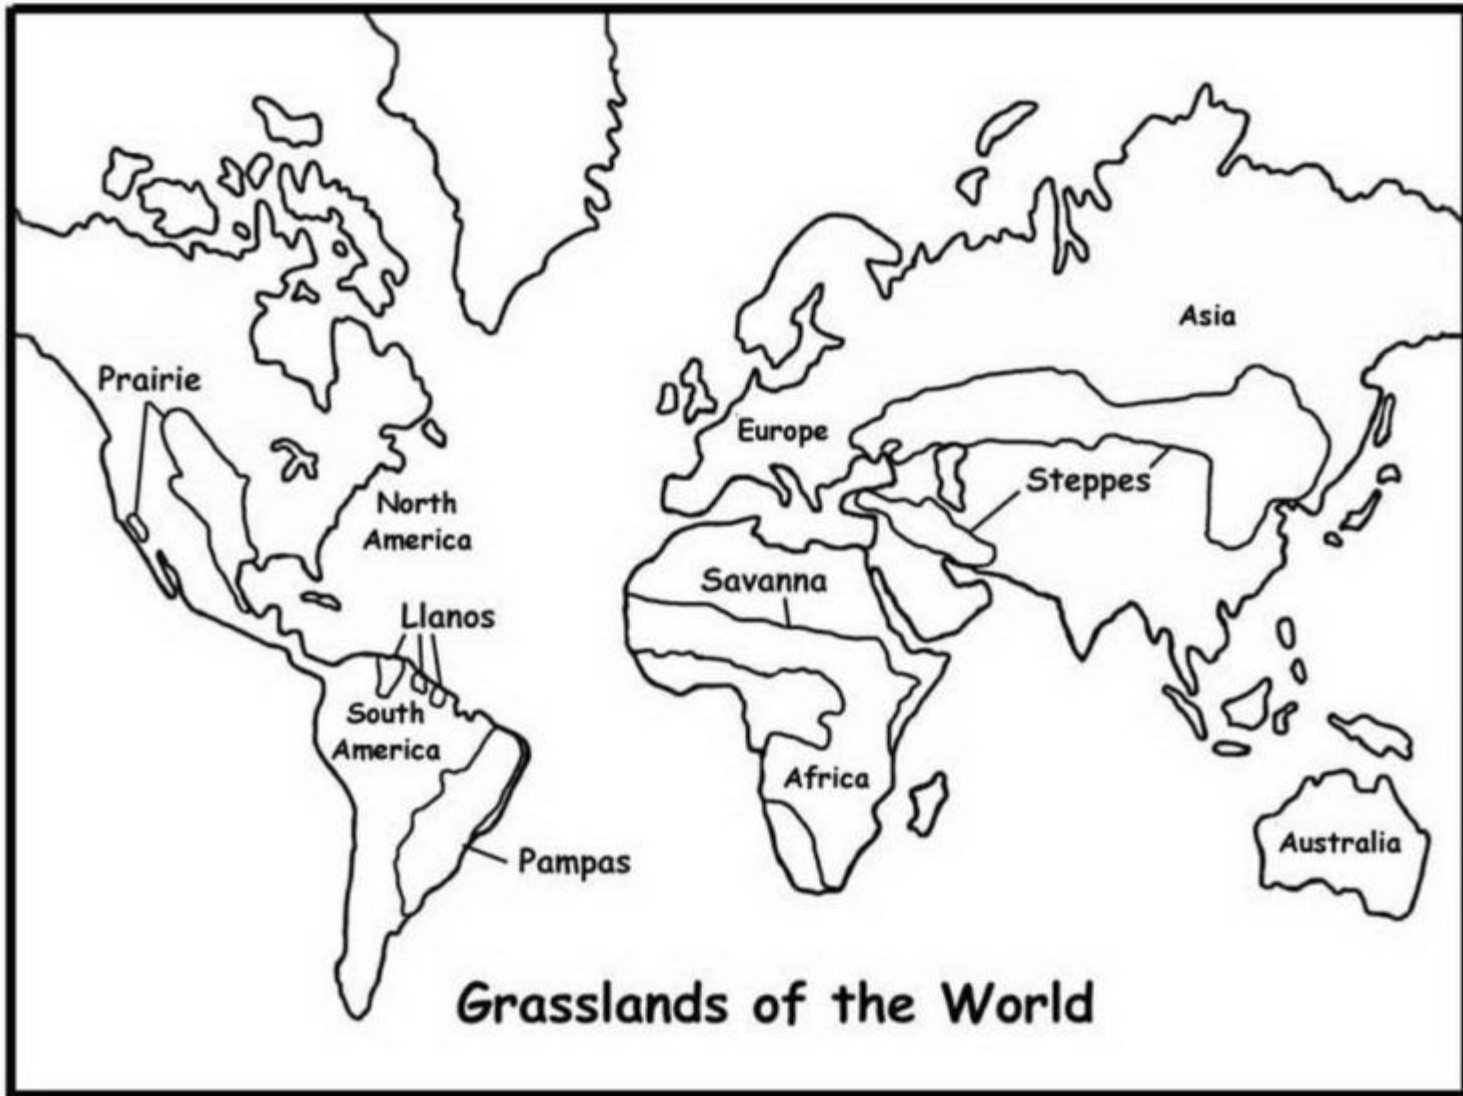 Asia
Prairie
Europe
Steppes
North
America
Savanna
Llanos
South
America
Africa
Australia
Pampas
Grasslands of the World